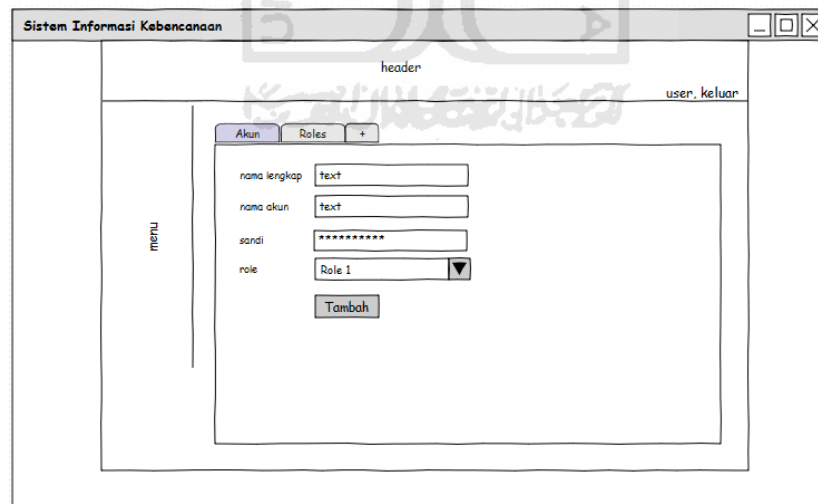 Sistem Informasi Kebencanaan
header
user, keluar
menu
Akun Roles +
nama lengkap text
nama akun text
sandi **********
role Role 1
Tambah